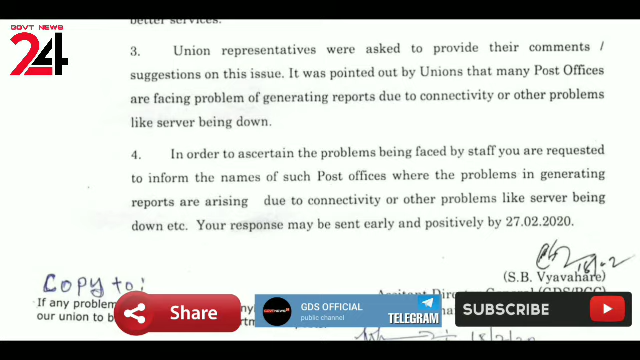 GOVT NEWS
24
better services.
3. Union representatives were asked to provide their comments /
suggestions on this issue. It was pointed out by Unions that many Post Offices
are facing problem of generating reports due to connectivity or other problems
like server being down.
4. In order to ascertain the problems being faced by staff you are requested
to inform the names of such Post offices where the problems in generating
reports are arising due to connectivity or other problems like server being
down etc. Your response may be sent early and positively by 27.02.2020.
(S.B. Vyavahare)
Copy to:
If any problem
our union to b
Share
GDS OFFICIAL
public channel
TELEGRAM
SUBSCRIBE